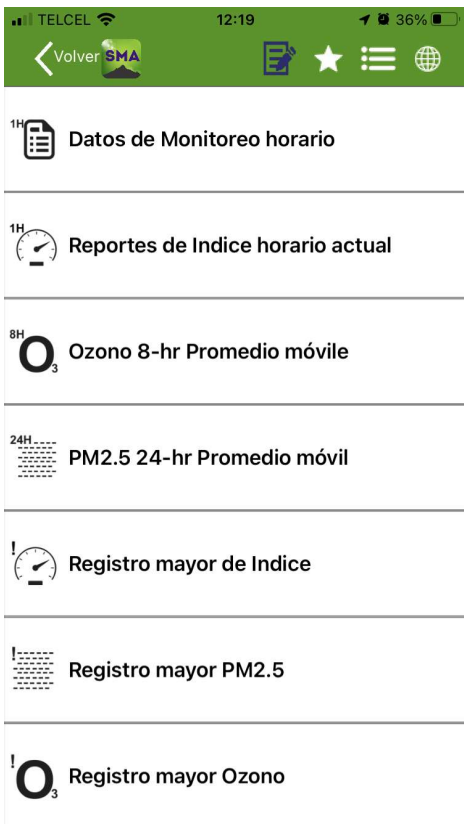 TELCEL 12:19 36%
Volver SMA
1H Datos de Monitoreo horario
1H Reportes de Indice horario actual
8H O3 Ozono 8-hr Promedio móvile
24H PM2.5 24-hr Promedio móvil
! Registro mayor de Indice
! Registro mayor PM2.5
! O3 Registro mayor Ozono